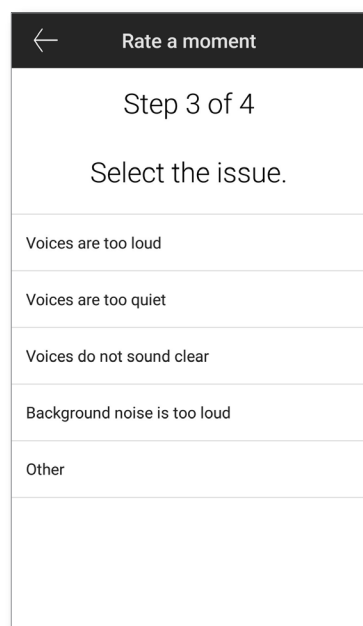 Rate a moment
Step 3 of 4
Select the issue.
Voices are too loud
Voices are too quiet
Voices do not sound clear
Background noise is too loud
Other